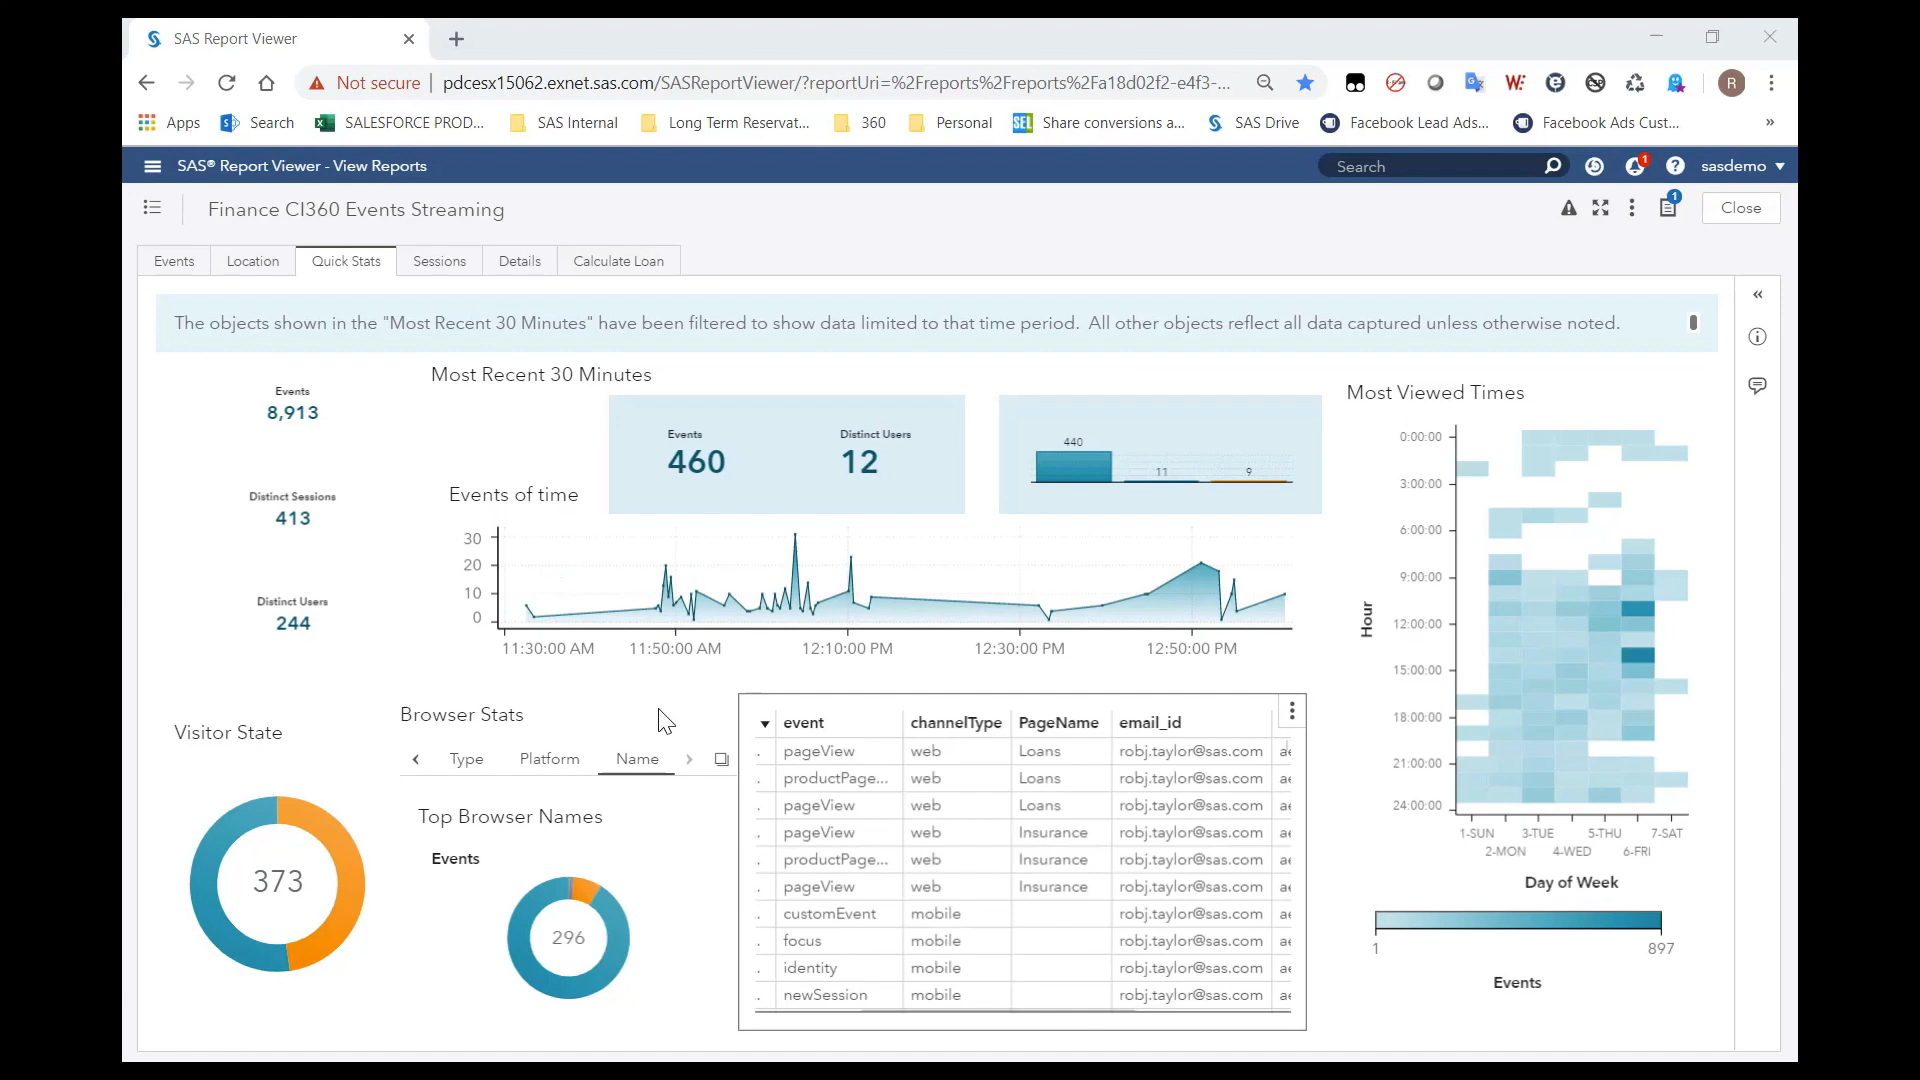 SAS Report Viewer
Not secure
pdcesx15062.exnet.sas.com/SASReportViewer/?reportUri=%2Freports%2Freports%2Fa18d02f2-e4f3-...
R
Apps
Search
SALESFORCE PROD...
SAS Internal
Long Term Reservat...
360
Personal
SEL
Share conversions a...
SAS Drive
Facebook Lead Ads...
Facebook Ads Cust...
»
SAS® Report Viewer - View Reports
Search
1
sasdemo
Finance CI360 Events Streaming
1
Close
Events
Location
Quick Stats
Sessions
Details
Calculate Loan
The objects shown in the "Most Recent 30 Minutes" have been filtered to show data limited to that time period. All other objects reflect all data captured unless otherwise noted.
Events
8,913
Distinct Sessions
413
Distinct Users
244
Most Recent 30 Minutes
Events
460
Distinct Users
12
440
11
9
Events of time
30
20
10
0
11:30:00 AM
11:50:00 AM
12:10:00 PM
12:30:00 PM
12:50:00 PM
Most Viewed Times
Hour
0:00:00
3:00:00
6:00:00
9:00:00
12:00:00
15:00:00
18:00:00
21:00:00
24:00:00
1-SUN
3-TUE
5-THU
7-SAT
2-MON
4-WED
6-FRI
Day of Week
1
897
Events
Visitor State
373
Browser Stats
Type
Platform
Name
Top Browser Names
Events
296
event channelType PageName email_id
. pageView web Loans robj.taylor@sas.com ae
. productPage... web Loans robj.taylor@sas.com ae
. pageView web Loans robj.taylor@sas.com ae
. pageView web Insurance robj.taylor@sas.com ae
. productPage... web Insurance robj.taylor@sas.com ae
. pageView web Insurance robj.taylor@sas.com ae
. customEvent mobile robj.taylor@sas.com ae
. focus mobile robj.taylor@sas.com ae
. identity mobile robj.taylor@sas.com ae
. newSession mobile robj.taylor@sas.com ae